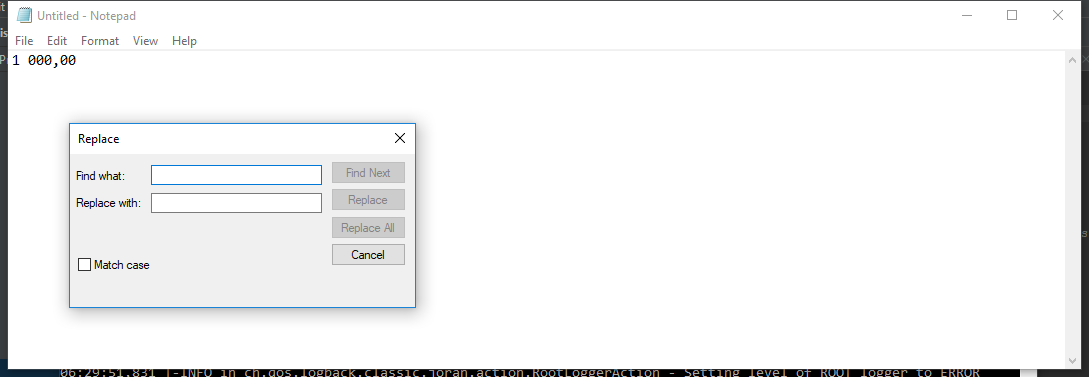 Untitled - Notepad
File Edit Format View Help
1 000,00
Replace
Find what:
Find Next
Replace with:
Replace
Replace All
Cancel
Match case
06:29:51,831 |-INFO in ch.qos.logback.classic.joran.action.RootLoggerAction - Setting level of ROOT logger to ERROR